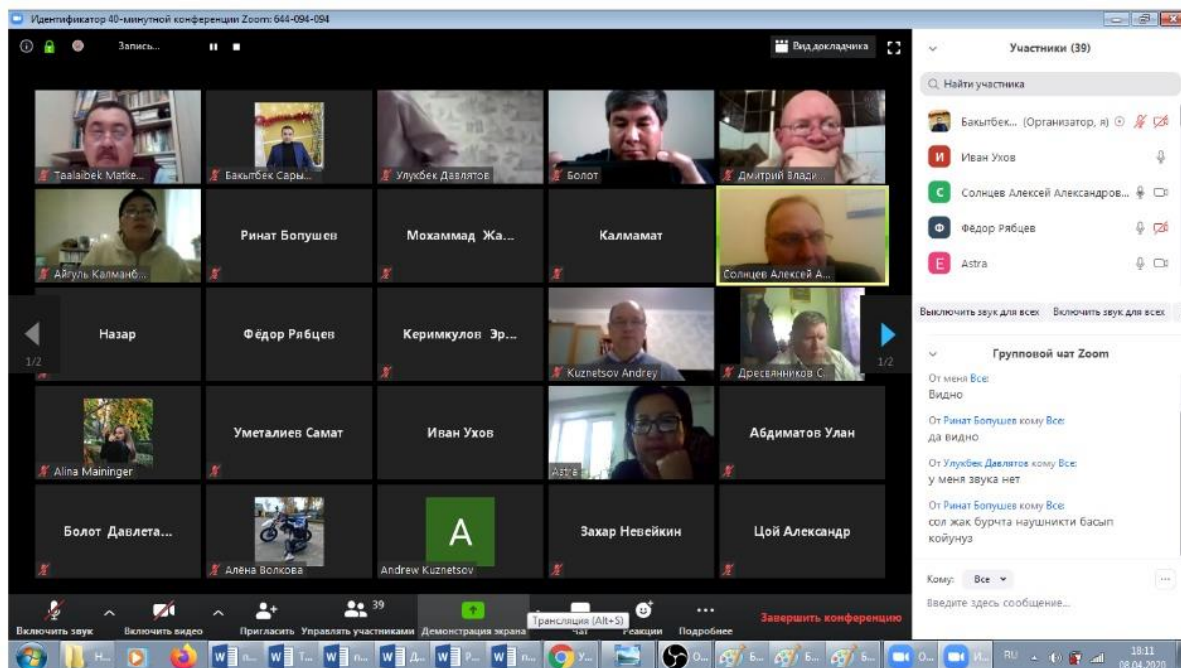 Идентификатор 40-минутной конференции Zoom: 644-094-094
Запись...
Вид докладчика
Taalaibek Matke...
Бакытбек Сары...
Улукбек Давлятов
Болот
Дмитрий Влади...
Айгуль Калманб...
Ринат Бопушев
Мохаммад Жа...
Калмамат
Солнцев Алексей А...
Назар
Фёдор Рябцев
Керимкулов Эр...
Kuznetsov Andrey
Дресвянников С...
1/2
1/2
Alina Maininger
Уметалиев Самат
Иван Ухов
Astra
Абдиматов Улан
Болот Давлета...
Алёна Волкова
A
Andrew Kuznetsov
Захар Невейкин
Цой Александр
Включить звук
Включить видео
Пригласить
Управлять участниками
39
Демонстрация экрана
Трансляция (Alt+S)
Чат
Реакции
Подробнее
Завершить конференцию
Участники (39)
Найти участника
Бакытбек... (Организатор, я)
И Иван Ухов
С Солнцев Алексей Александров...
Ф Фёдор Рябцев
E Astra
Выключить звук для всех Включить звук для всех
Групповой чат Zoom
От меня Все:
Видно
От Ринат Бопушев кому Все:
да видно
От Улукбек Давлятов кому Все:
у меня звука нет
От Ринат Бопушев кому Все:
сол жак бурчта наушникти басып
койунуз
Кому: Все
Введите здесь сообщение...
Н...
п...
Т...
п...
Д...
Р...
п...
У...
О...
Б...
Б...
Б...
О...
И...
RU
18:11
08.04.2020